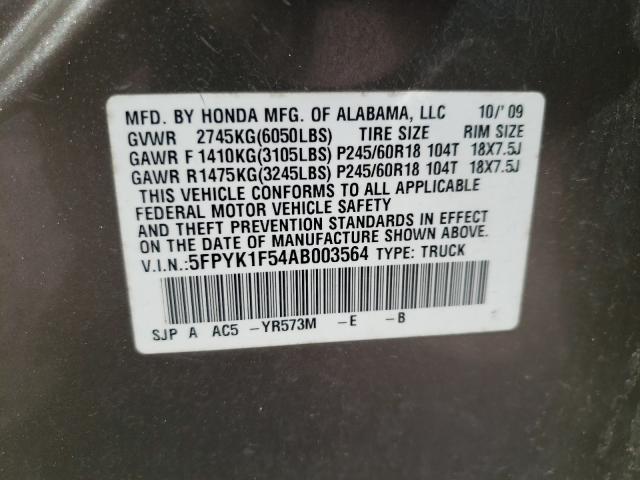 MFD. BY HONDA MFG. OF ALABAMA, LLC 10/'09
GVWR 2745KG(6050LBS) TIRE SIZE RIM SIZE
GAWR F 1410KG(3105LBS) P245/60R18 104T 18X7.5J
GAWR R 1475KG(3245LBS) P245/60R18 104T 18X7.5J
THIS VEHICLE CONFORMS TO ALL APPLICABLE
FEDERAL MOTOR VEHICLE SAFETY
AND THEFT PREVENTION STANDARDS IN EFFECT
ON THE DATE OF MANUFACTURE SHOWN ABOVE.
V.I.N.:5FPYK1F54AB003564 TYPE: TRUCK
SJP A AC5 -YR573M -E -B